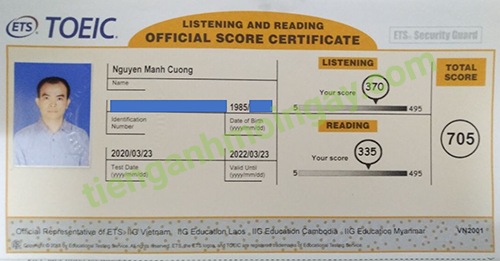 ETS TOEIC®
LISTENING AND READING
OFFICIAL SCORE CERTIFICATE
ETS® Security Guard
Nguyen Manh Cuong
Name
1985/
Identification
Number
Date of Birth
(yyyy/mm/dd)
2020/03/23
Test Date
(yyyy/mm/dd)
2022/03/23
Valid Until
(yyyy/mm/dd)
LISTENING
Your score
370
5
495
READING
Your score
335
5
495
TOTAL
SCORE
705
tienganhnoingay.com
Official Representative of ETS: IIG Vietnam, IIG Education Laos, IIG Education Cambodia, IIG Education Myanmar
VN2001